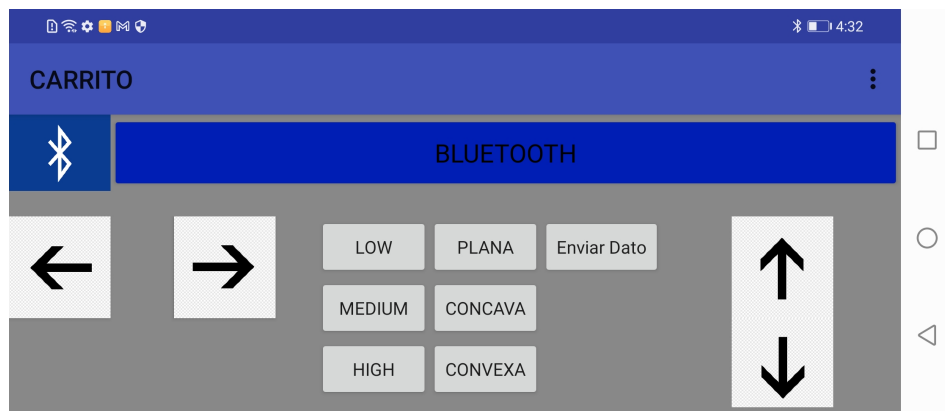 4:32
CARRITO
BLUETOOTH
LOW PLANA Enviar Dato
MEDIUM CONCAVA
HIGH CONVEXA